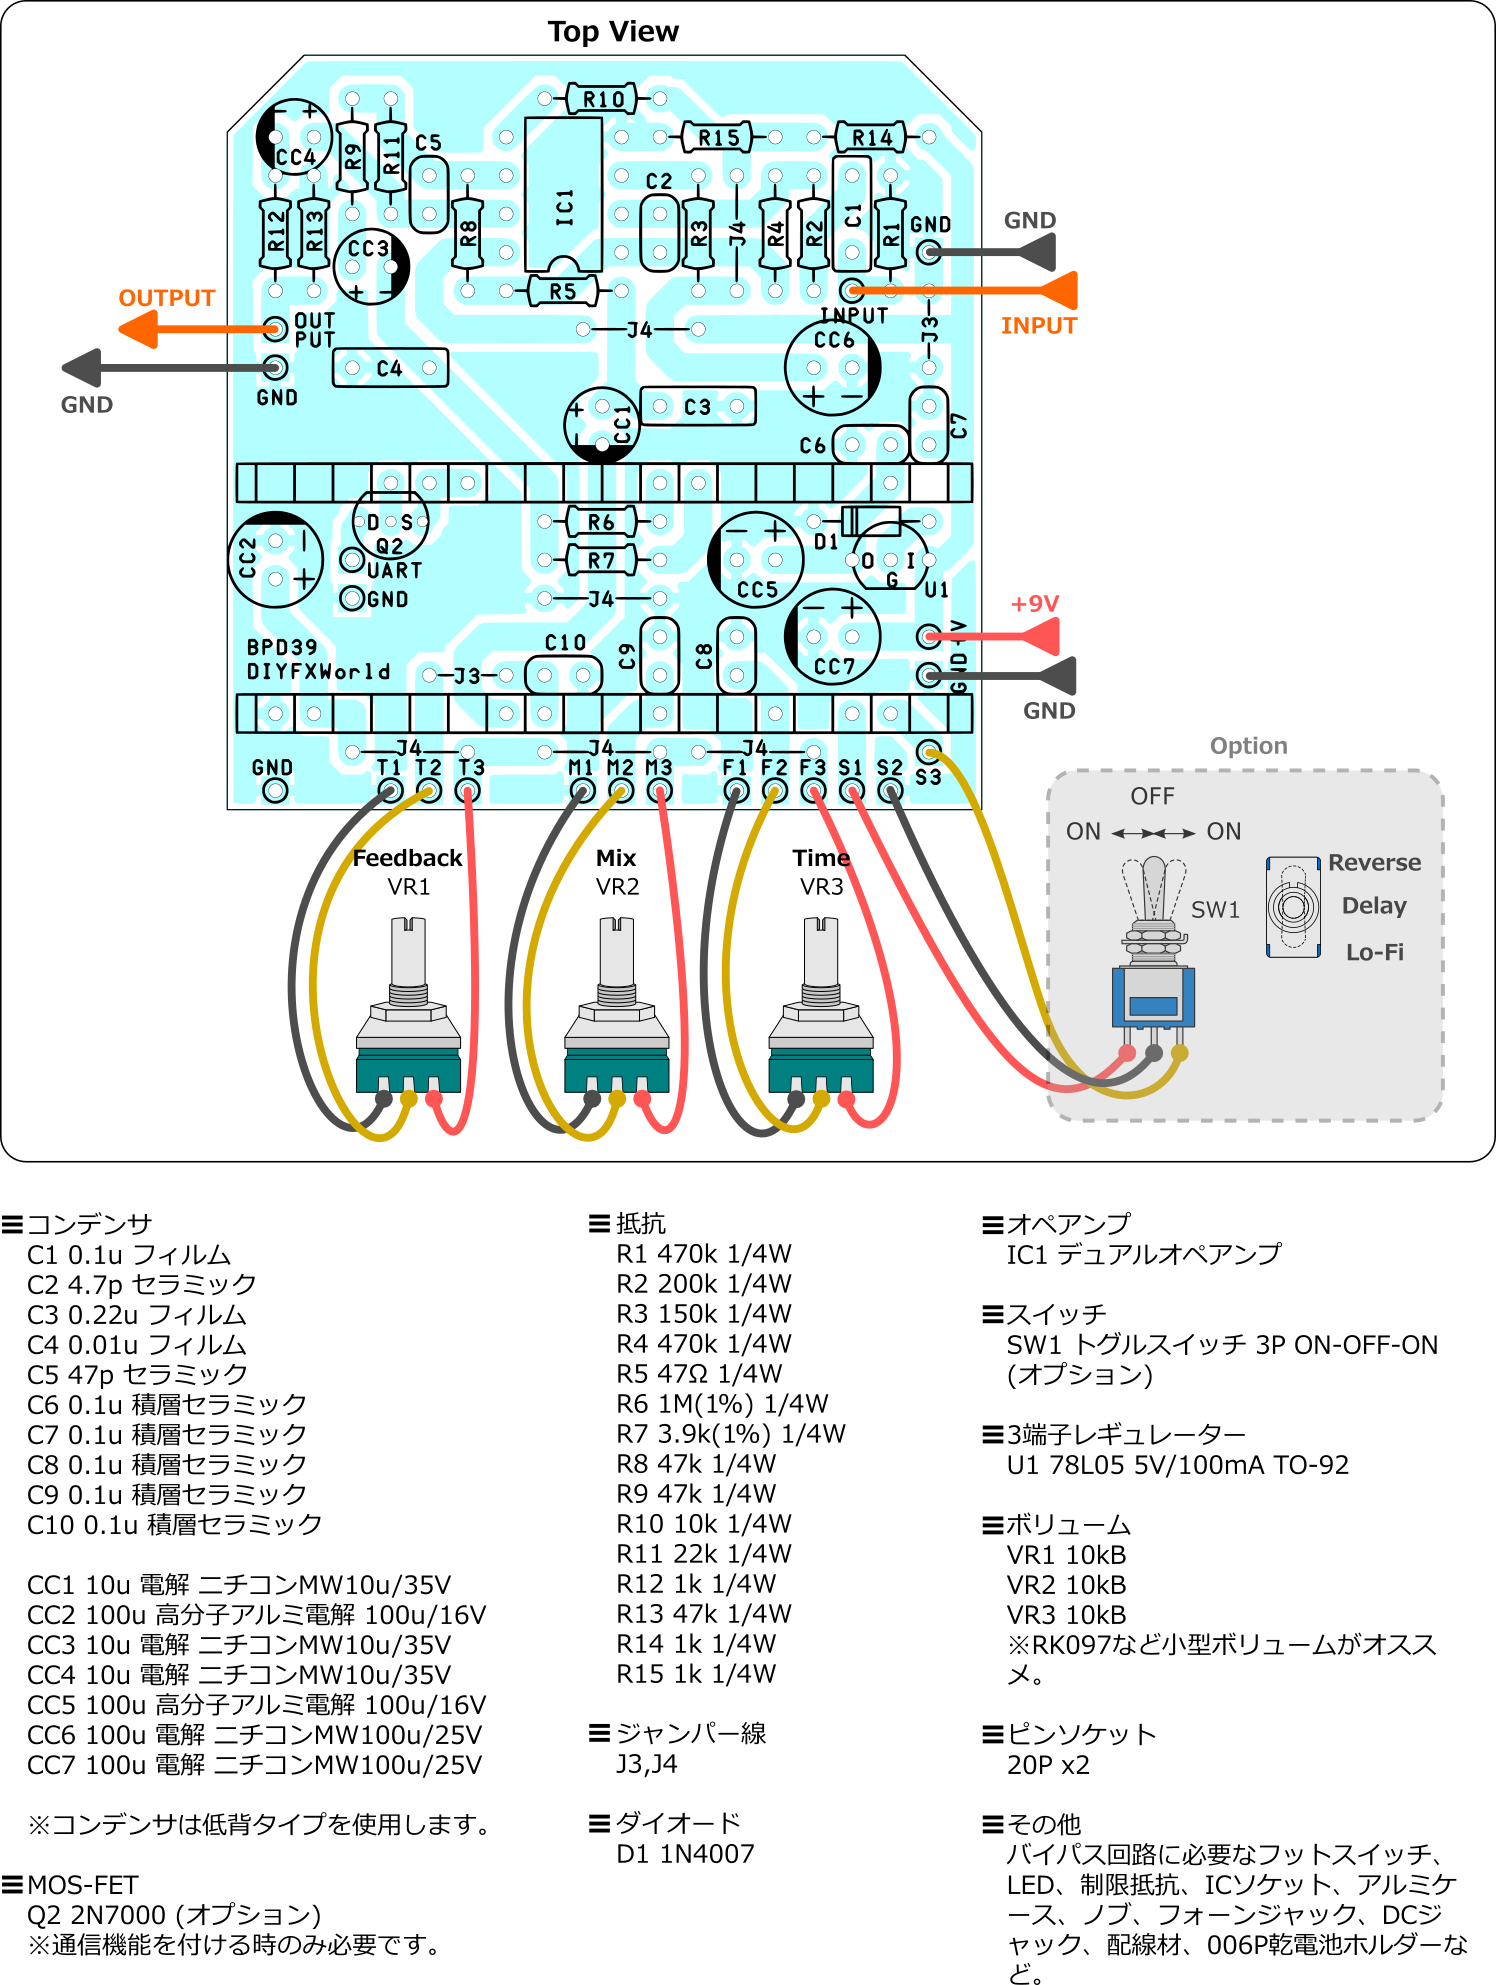 Top View
R10
CC4
R9
R11
C5
R15
R14
C2
IC1
R12
R13
R8
R3
J4
R4
R2
C1
R1
GND
GND
CC3
R5
OUTPUT
OUT
PUT
INPUT
INPUT
J4
J3
CC6
C4
GND
GND
CC1
C3
C6
C7
D S
Q2
CC2
UART
GND
R6
R7
J4
CC5
D1
O I
G
U1
+9V
+V
GND
GND
CC7
BPD39
DIYFXWorld
J3
C10
C9
C8
J4
J4
J4
GND
T1
T2
T3
M1
M2
M3
F1
F2
F3
S1
S2
S3
Option
OFF
ON
ON
SW1
Reverse
Delay
Lo-Fi
Feedback
VR1
Mix
VR2
Time
VR3
☰コンデンサ
C1 0.1u フィルム
C2 4.7p セラミック
C3 0.22u フィルム
C4 0.01u フィルム
C5 47p セラミック
C6 0.1u 積層セラミック
C7 0.1u 積層セラミック
C8 0.1u 積層セラミック
C9 0.1u 積層セラミック
C10 0.1u 積層セラミック
CC1 10u 電解 ニチコンMW10u/35V
CC2 100u 高分子アルミ電解 100u/16V
CC3 10u 電解 ニチコンMW10u/35V
CC4 10u 電解 ニチコンMW10u/35V
CC5 100u 高分子アルミ電解 100u/16V
CC6 100u 電解 ニチコンMW100u/25V
CC7 100u 電解 ニチコンMW100u/25V
※コンデンサは低背タイプを使用します。
☰MOS-FET
Q2 2N7000 (オプション)
※通信機能を付ける時のみ必要です。
☰抵抗
R1 470k 1/4W
R2 200k 1/4W
R3 150k 1/4W
R4 470k 1/4W
R5 47Ω 1/4W
R6 1M(1%) 1/4W
R7 3.9k(1%) 1/4W
R8 47k 1/4W
R9 47k 1/4W
R10 10k 1/4W
R11 22k 1/4W
R12 1k 1/4W
R13 47k 1/4W
R14 1k 1/4W
R15 1k 1/4W
☰ジャンパー線
J3,J4
☰ダイオード
D1 1N4007
☰オペアンプ
IC1 デュアルオペアンプ
☰スイッチ
SW1 トグルスイッチ 3P ON-OFF-ON
(オプション)
☰3端子レギュレーター
U1 78L05 5V/100mA TO-92
☰ボリューム
VR1 10kB
VR2 10kB
VR3 10kB
※RK097など小型ボリュームがオスス
メ。
☰ピンソケット
20P x2
☰その他
バイパス回路に必要なフットスイッチ、
LED、制限抵抗、ICソケット、アルミケ
ース、ノブ、フォーンジャック、DCジ
ャック、配線材、006P乾電池ホルダーな
ど。